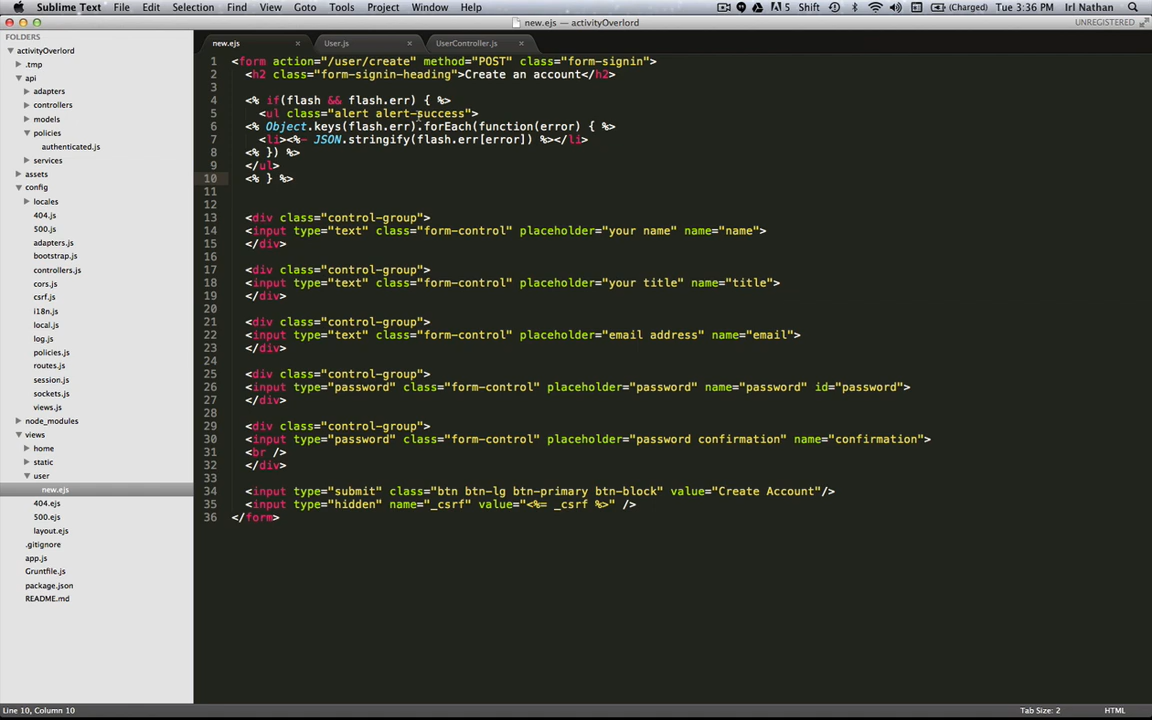 Sublime Text File Edit Selection Find View Goto Tools Project Window Help 5 Shift (Charged) Tue 3:36 PM Irl Nathan
new.ejs — activityOverlord UNREGISTERED
FOLDERS
activityOverlord
.tmp
api
adapters
controllers
models
policies
authenticated.js
services
assets
config
locales
404.js
500.js
adapters.js
bootstrap.js
controllers.js
cors.js
csrf.js
i18n.js
local.js
log.js
policies.js
routes.js
session.js
sockets.js
views.js
node_modules
views
home
static
user
new.ejs
404.ejs
500.ejs
layout.ejs
.gitignore
app.js
Gruntfile.js
package.json
README.md
new.ejs × User.js × UserController.js ×
1 <form action="/user/create" method="POST" class="form-signin">
2 <h2 class="form-signin-heading">Create an account</h2>
3
4 <% if(flash && flash.err) { %>
5 <ul class="alert alert-success">
6 <% Object.keys(flash.err).forEach(function(error) { %>
7 <li><%- JSON.stringify(flash.err[error]) %></li>
8 <% }) %>
9 </ul>
10 <% } %>
11
12
13 <div class="control-group">
14 <input type="text" class="form-control" placeholder="your name" name="name">
15 </div>
16
17 <div class="control-group">
18 <input type="text" class="form-control" placeholder="your title" name="title">
19 </div>
20
21 <div class="control-group">
22 <input type="text" class="form-control" placeholder="email address" name="email">
23 </div>
24
25 <div class="control-group">
26 <input type="password" class="form-control" placeholder="password" name="password" id="password">
27 </div>
28
29 <div class="control-group">
30 <input type="password" class="form-control" placeholder="password confirmation" name="confirmation">
31 <br />
32 </div>
33
34 <input type="submit" class="btn btn-lg btn-primary btn-block" value="Create Account"/>
35 <input type="hidden" name="_csrf" value="<%= _csrf %>" />
36 </form>
Line 10, Column 10 Tab Size: 2 HTML